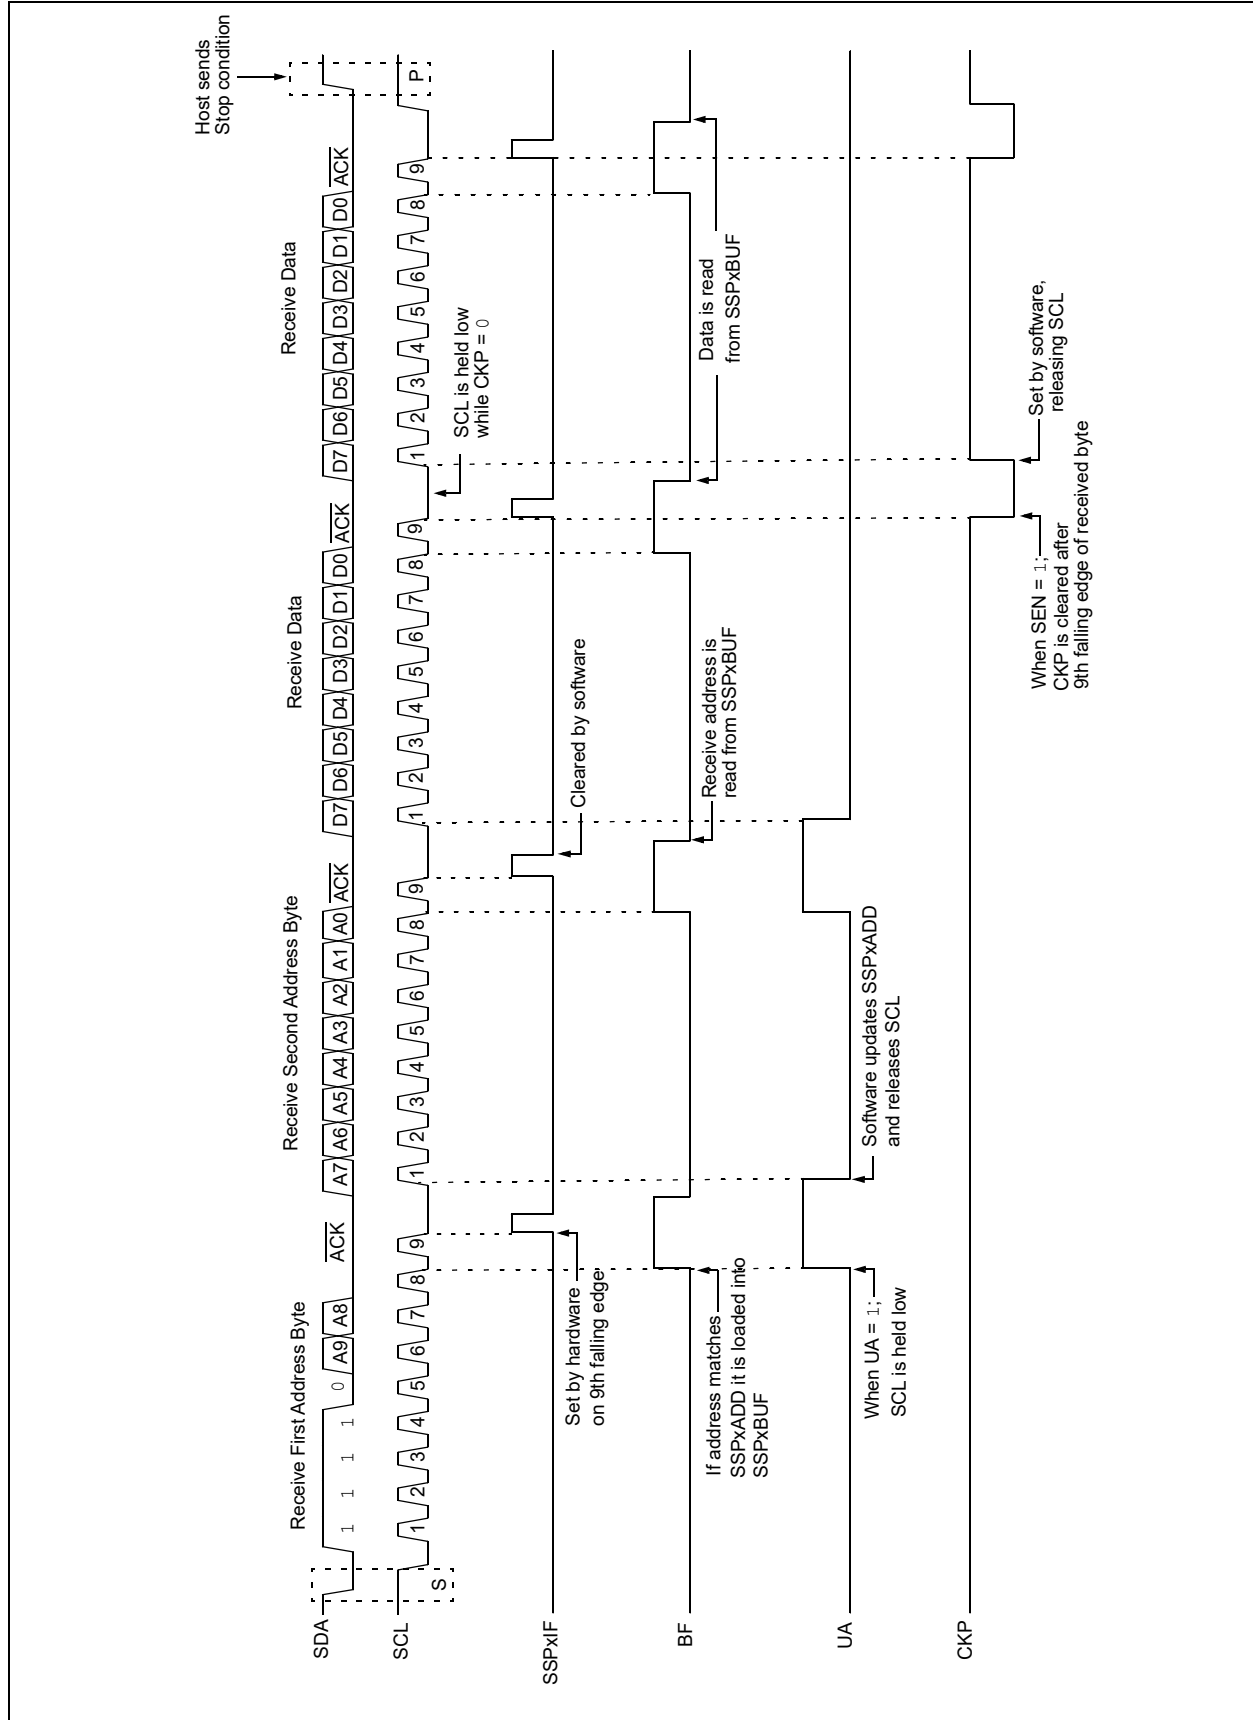 Host sends
Stop condition
Receive First Address Byte
Receive Second Address Byte
Receive Data
Receive Data
SDA
1 1 1 1 0 A9 A8 ACK
A7 A6 A5 A4 A3 A2 A1 A0 ACK
D7 D6 D5 D4 D3 D2 D1 D0 ACK
D7 D6 D5 D4 D3 D2 D1 D0 ACK
SCL
S
1 2 3 4 5 6 7 8 9
1 2 3 4 5 6 7 8 9
1 2 3 4 5 6 7 8 9
1 2 3 4 5 6 7 8 9
P
SCL is held low
while CKP = 0
SSPxIF
Set by hardware
on 9th falling edge
Cleared by software
BF
If address matches
SSPxADD it is loaded into
SSPxBUF
Receive address is
read from SSPxBUF
Data is read
from SSPxBUF
UA
When UA = 1;
SCL is held low
Software updates SSPxADD
and releases SCL
CKP
When SEN = 1;
CKP is cleared after
9th falling edge of received byte
Set by software,
releasing SCL